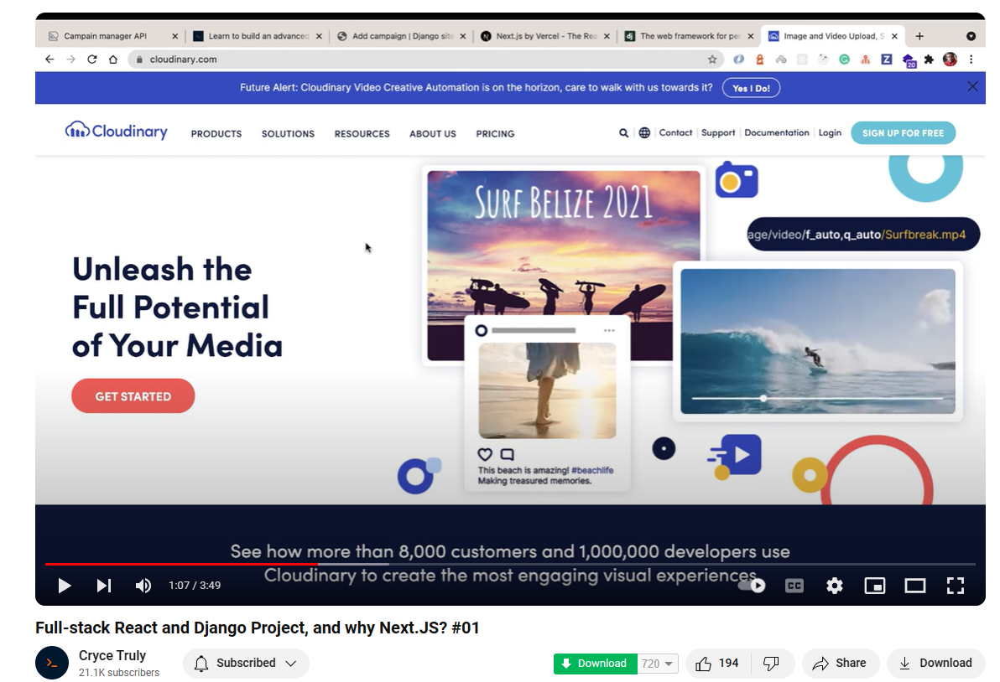 Campain manager API
Learn to build an advanced
Add campaign | Django site
Next.js by Vercel - The Rea
The web framework for per
Image and Video Upload, S
cloudinary.com
20
Future Alert: Cloudinary Video Creative Automation is on the horizon, care to walk with us towards it?
Yes I Do!
Cloudinary
PRODUCTS
SOLUTIONS
RESOURCES
ABOUT US
PRICING
Contact
Support
Documentation
Login
SIGN UP FOR FREE
SURF BELIZE 2021
age/video/f_auto,q_auto/Surfbreak.mp4
Unleash the
Full Potential
of Your Media
GET STARTED
This beach is amazing! #beachlife
Making treasured memories.
See how more than 8,000 customers and 1,000,000 developers use
Cloudinary to create the most engaging visual experiences.
1:07 / 3:49
CC
Full-stack React and Django Project, and why Next.JS? #01
Cryce Truly
21.1K subscribers
Subscribed
Download
720
194
Share
Download